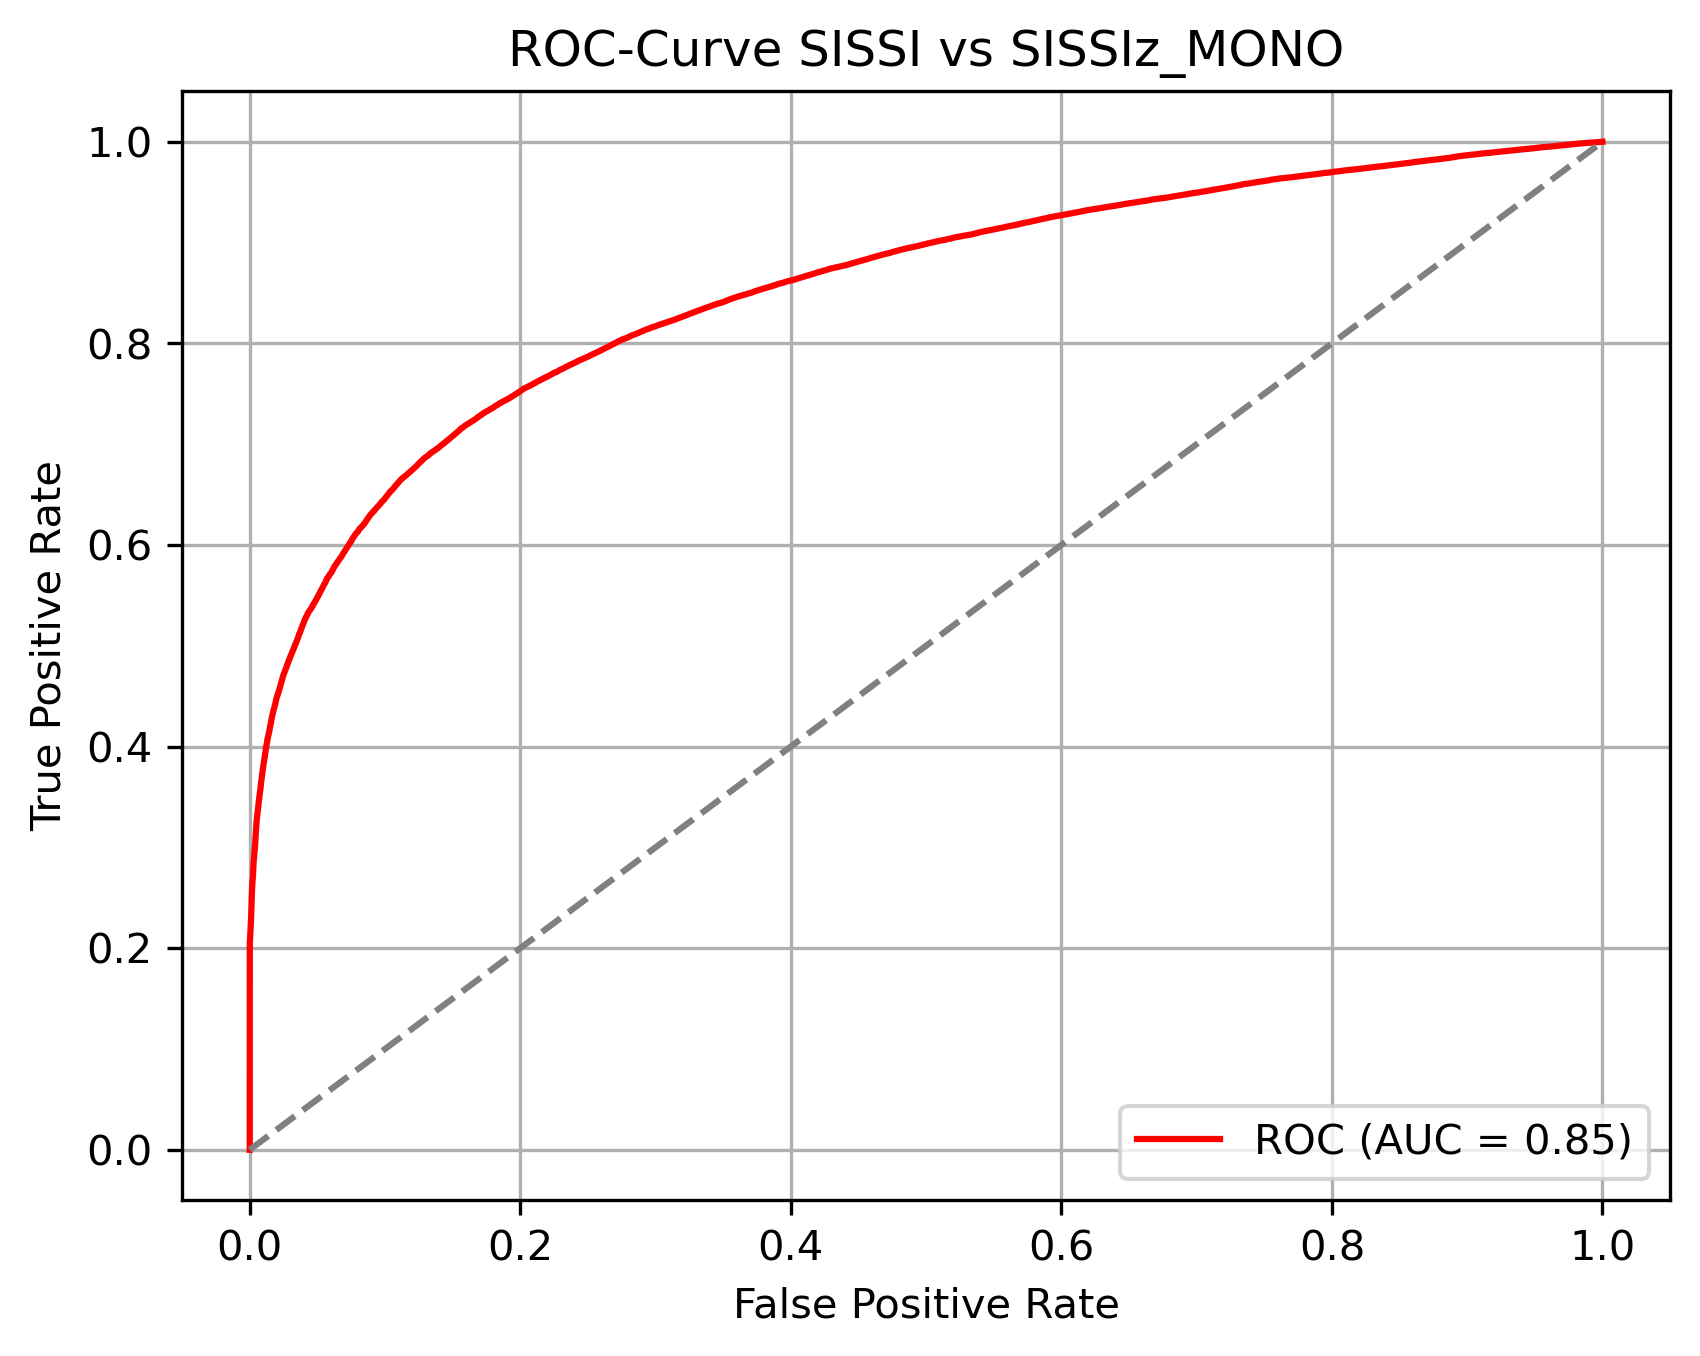 ROC-Curve SISSI vs SISSIz_MONO
1.0
0.8
0.6
0.4
0.2
0.0
True Positive Rate
ROC (AUC = 0.85)
0.0 0.2 0.4 0.6 0.8 1.0
False Positive Rate